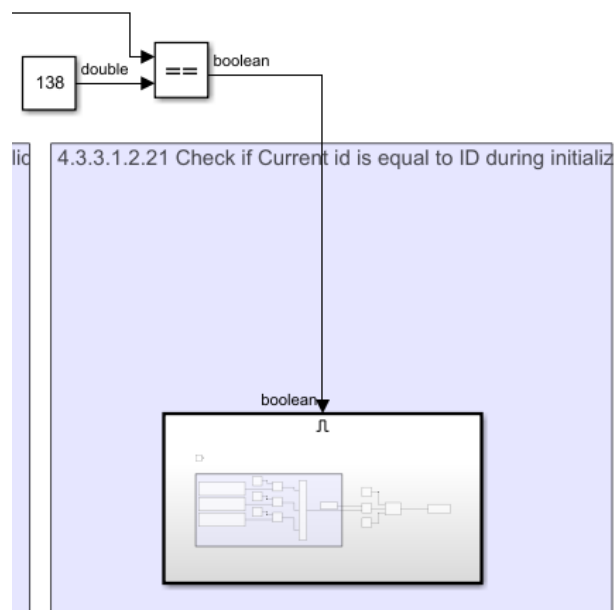 138
double
==
boolean
lic
4.3.3.1.2.21 Check if Current id is equal to ID during initializ
boolean